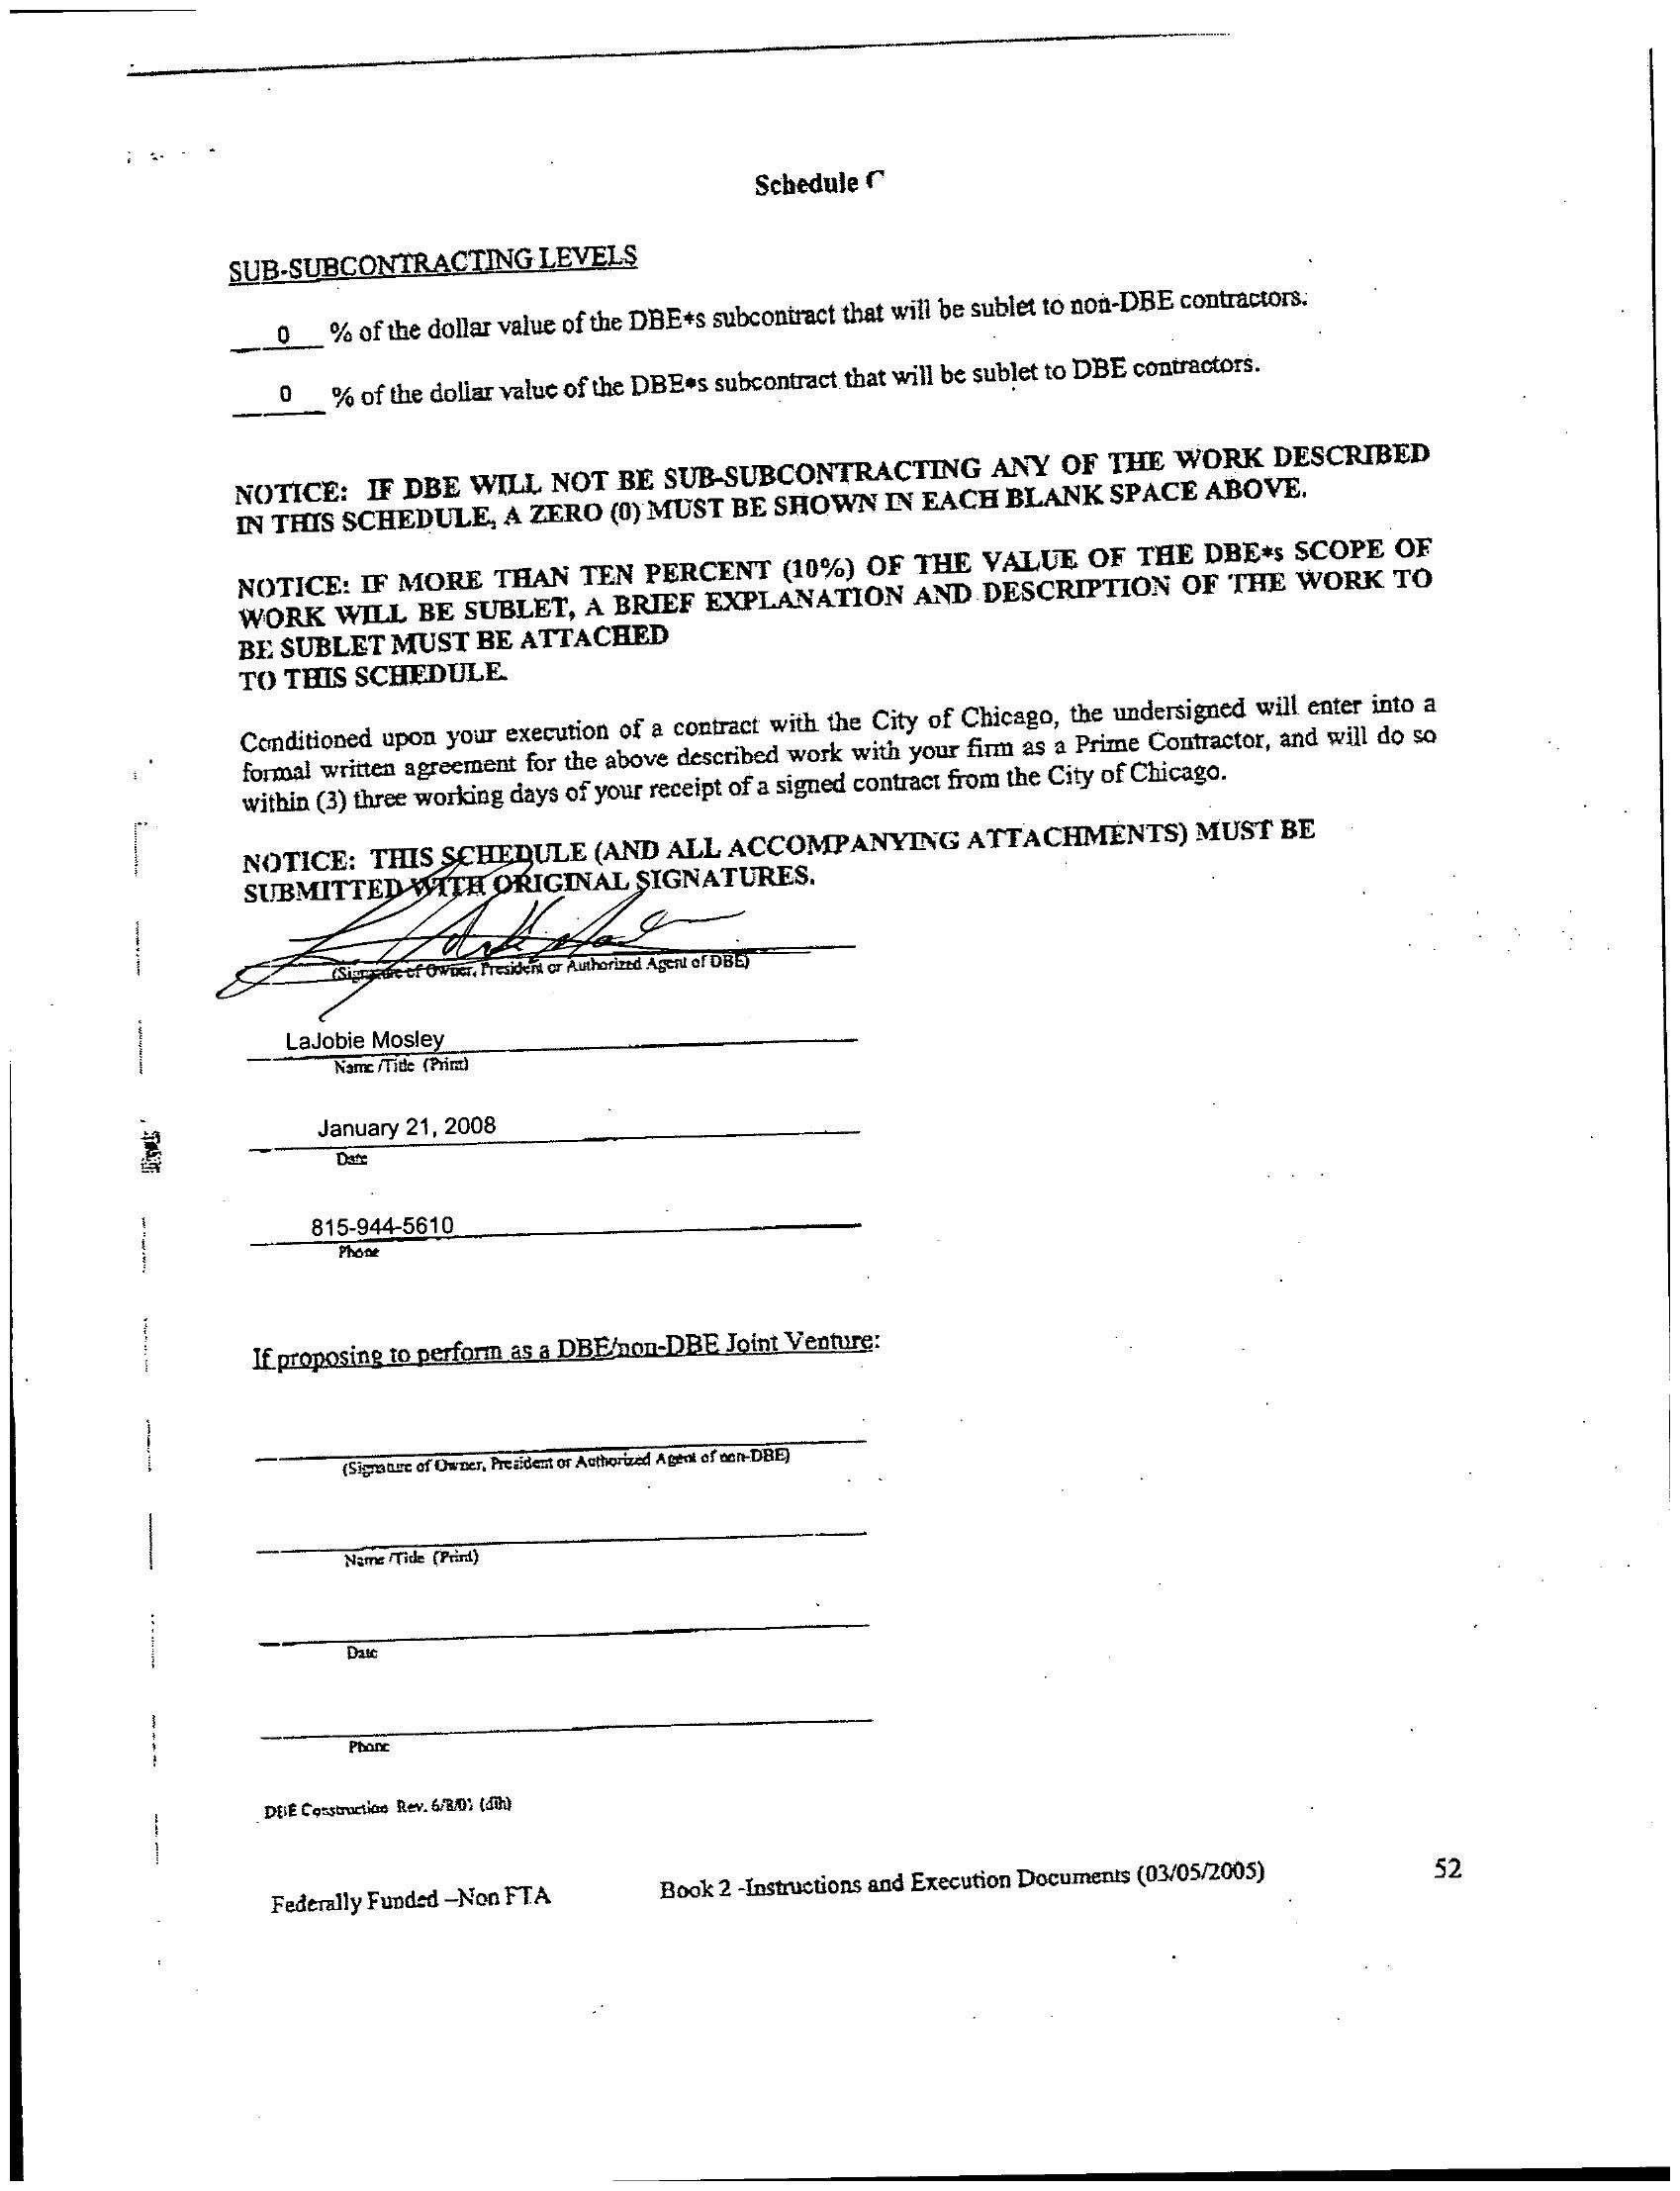 Schedule C
SUB-SUBCONTRACTING LEVELS
0 % of the dollar value of the DBE*s subcontract that will be sublet to non-DBE contractors.
0 % of the dollar value of the DBE*s subcontract that will be sublet to DBE contractors.
NOTICE: IF DBE WILL NOT BE SUB-SUBCONTRACTING ANY OF THE WORK DESCRIBED
IN THIS SCHEDULE, A ZERO (0) MUST BE SHOWN IN EACH BLANK SPACE ABOVE.
NOTICE: IF MORE THAN TEN PERCENT (10%) OF THE VALUE OF THE DBE*s SCOPE OF
WORK WILL BE SUBLET, A BRIEF EXPLANATION AND DESCRIPTION OF THE WORK TO
BE SUBLET MUST BE ATTACHED
TO THIS SCHEDULE.
Conditioned upon your execution of a contract with the City of Chicago, the undersigned will enter into a
formal written agreement for the above described work with your firm as a Prime Contractor, and will do so
within (3) three working days of your receipt of a signed contract from the City of Chicago.
NOTICE: THIS SCHEDULE (AND ALL ACCOMPANYING ATTACHMENTS) MUST BE
SUBMITTED WITH ORIGINAL SIGNATURES.
(Signature of Owner, President or Authorized Agent of DBE)
LaJobie Mosley
Name /Title (Print)
January 21, 2008
Date
815-944-5610
Phone
If proposing to perform as a DBE/non-DBE Joint Venture:
(Signature of Owner, President or Authorized Agent of non-DBE)
Name /Title (Print)
Date
Phone
DBE Construction Rev. 6/8/01 (dlh)
Federally Funded –Non FTA Book 2 -Instructions and Execution Documents (03/05/2005) 52